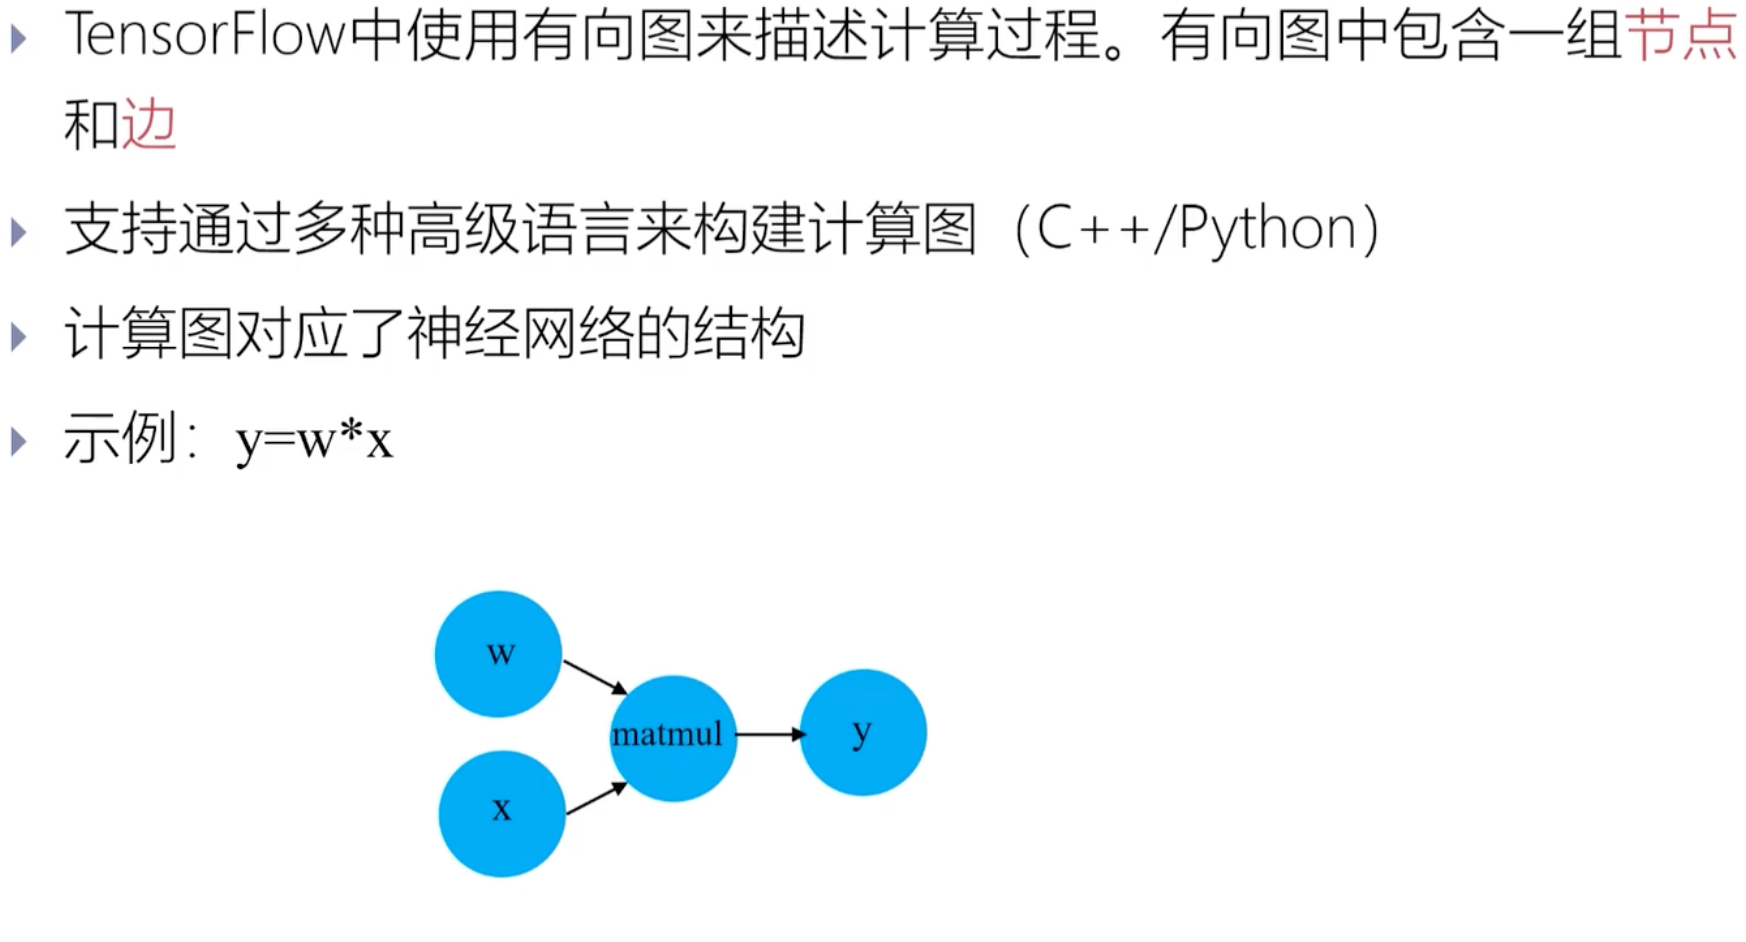 TensorFlow中使用有向图来描述计算过程。有向图中包含一组节点
和边
支持通过多种高级语言来构建计算图（C++/Python）
计算图对应了神经网络的结构
示例：y=w*x
w
matmul
y
x